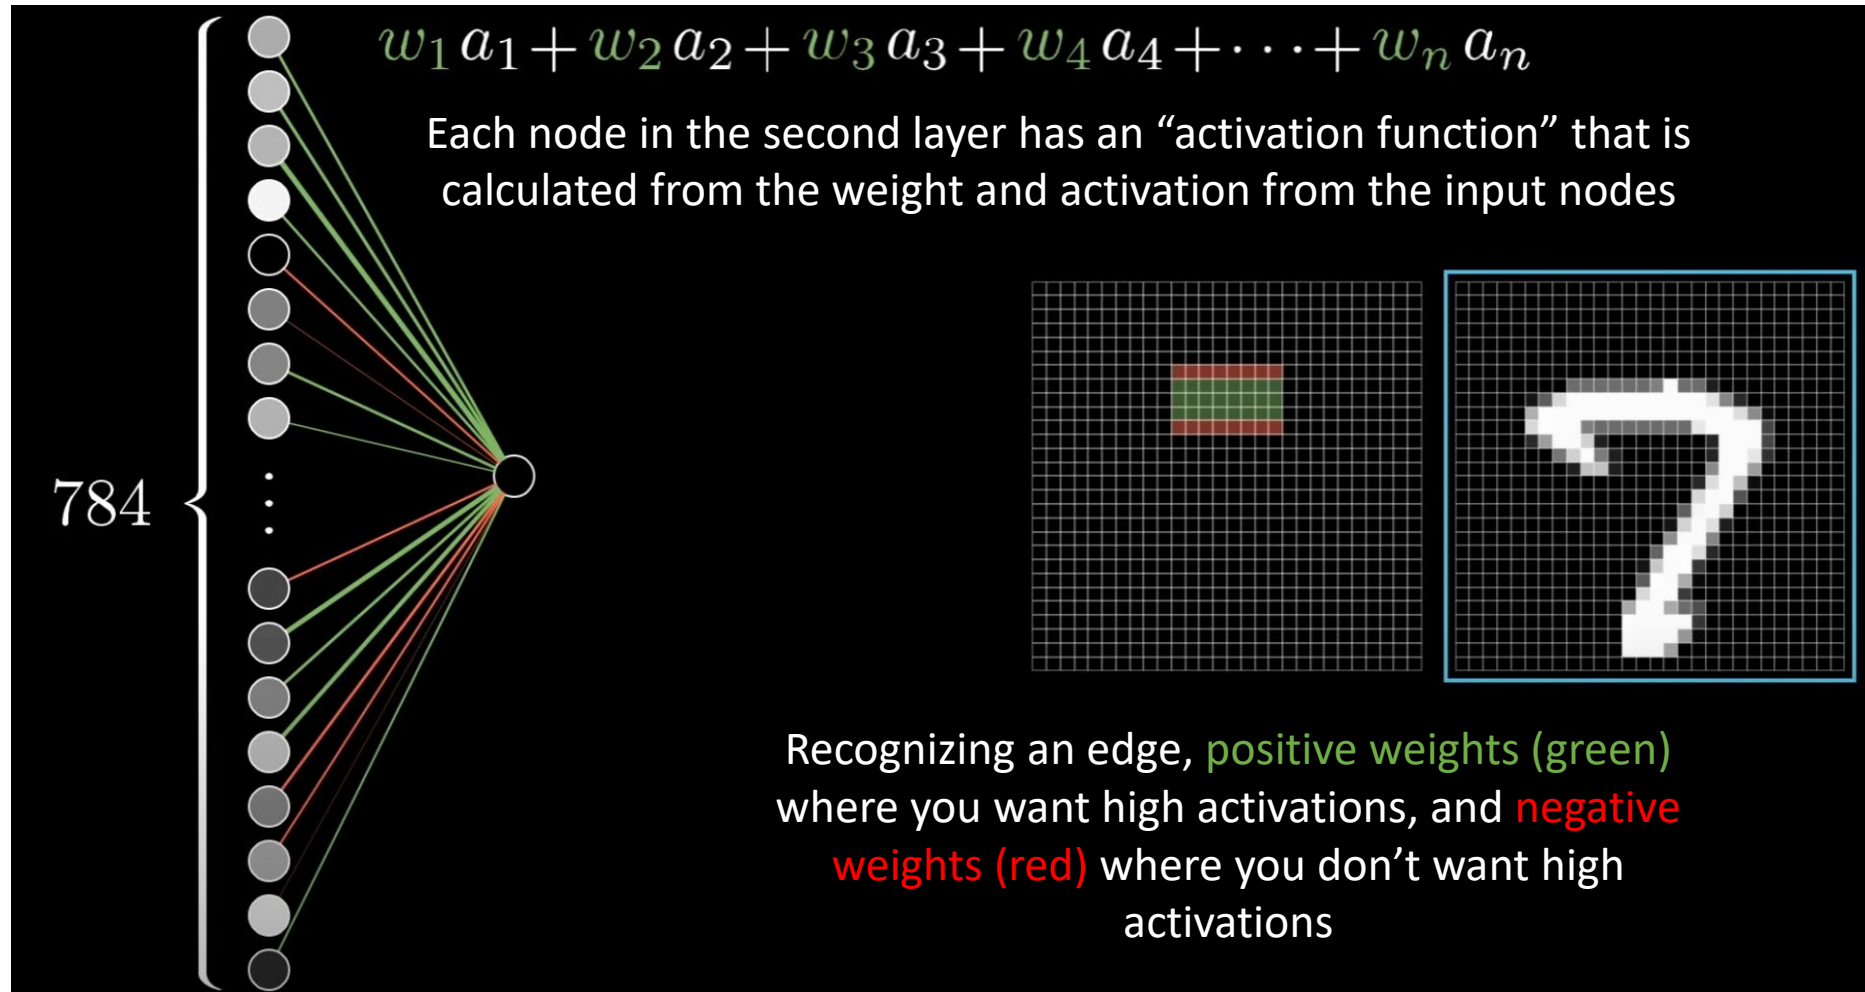 w₁a₁ + w₂a₂ + w₃a₃ + w₄a₄ + ··· + wₙaₙ
Each node in the second layer has an “activation function” that is
calculated from the weight and activation from the input nodes
784
Recognizing an edge, positive weights (green)
where you want high activations, and negative
weights (red) where you don’t want high
activations